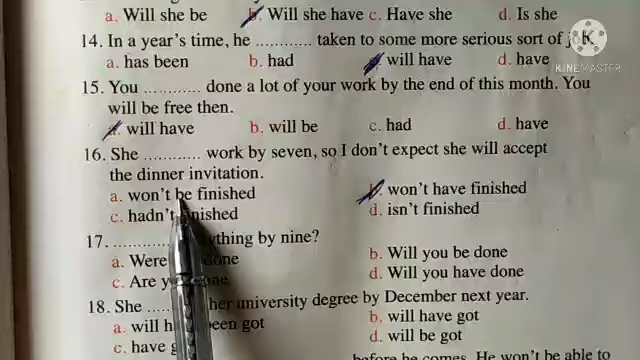 a. Will she be b. Will she have c. Have she d. Is she
14. In a year's time, he ............ taken to some more serious sort of
a. has been b. had c. will have d. have
15. You ............ done a lot of your work by the end of this month. You
will be free then.
a. will have b. will be c. had d. have
16. She ............ work by seven, so I don't expect she will accept
the dinner invitation.
a. won't be finished b. won't have finished
c. hadn't finished d. isn't finished
17. ............ by nine?
a. Were b. Will you be done
c. Are d. Will you have done
18. She ..... university degree by December next year.
a. will been got b. will have got
c. have d. will be got
before he comes. He won't be able to
K
KINEMASTER